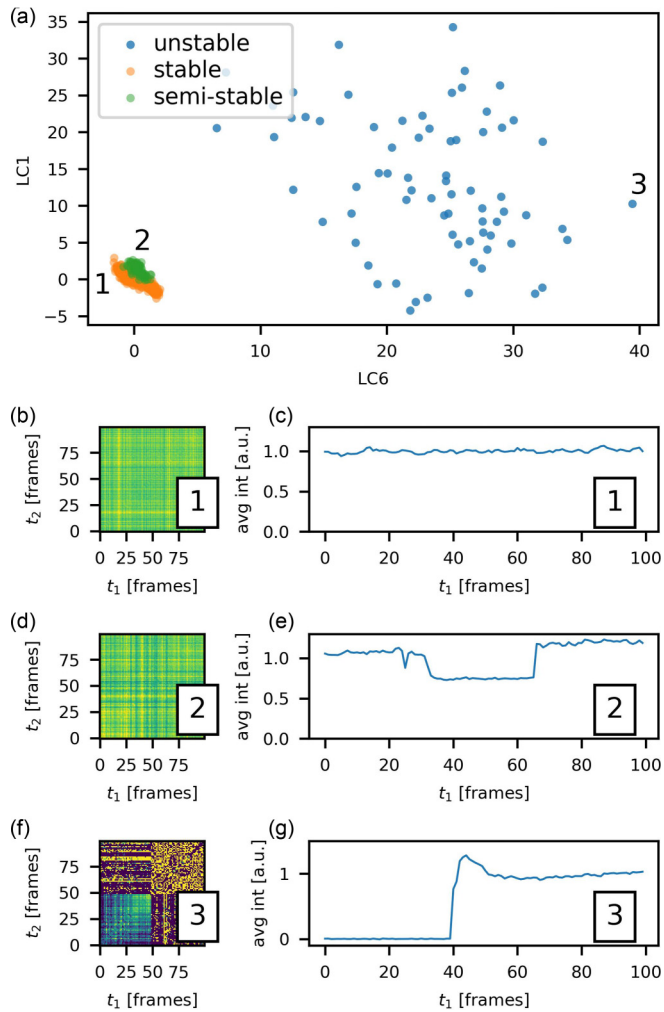 (a)
35
30
25
20
15
10
5
0
−5
LC1
unstable
stable
semi-stable
1
2
3
0 10 20 30 40
LC6
(b)
75
50
25
0
t₂ [frames]
0 25 50 75
t₁ [frames]
1
(c)
1.0
0.0
avg int [a.u.]
0 20 40 60 80 100
t₁ [frames]
1
(d)
75
50
25
0
t₂ [frames]
0 25 50 75
t₁ [frames]
2
(e)
1.0
0.0
avg int [a.u.]
0 20 40 60 80 100
t₁ [frames]
2
(f)
75
50
25
0
t₂ [frames]
0 25 50 75
t₁ [frames]
3
(g)
1
0
avg int [a.u.]
0 20 40 60 80 100
t₁ [frames]
3